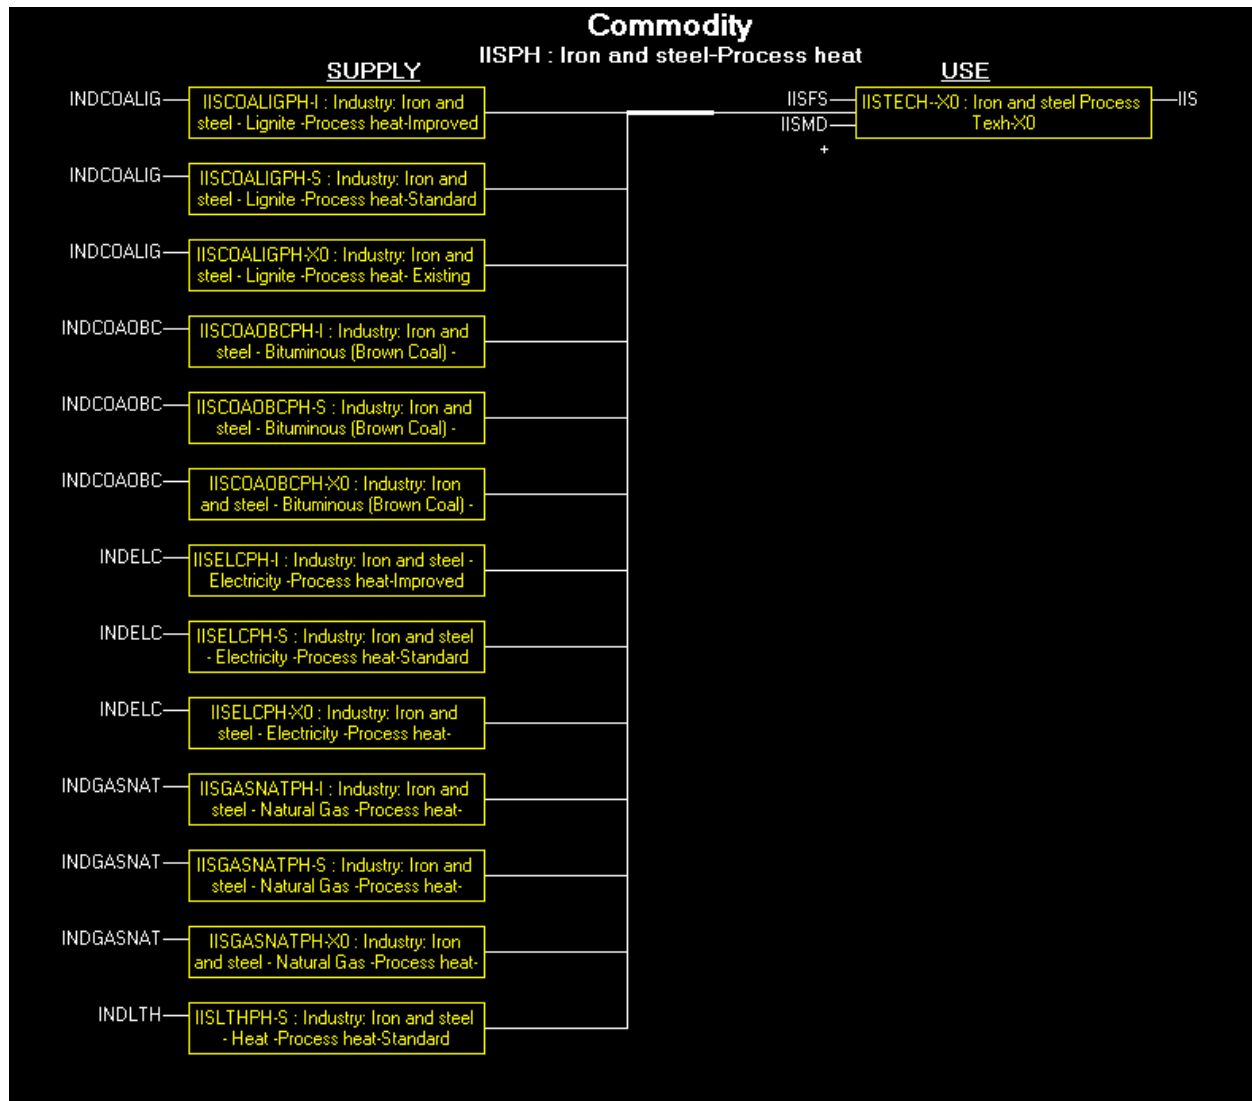 Commodity
IISPH : Iron and steel-Process heat
SUPPLY
USE
INDCOALIG
IISCOALIGPH-I : Industry: Iron and
steel - Lignite -Process heat-Improved
IISFS
IISMD
+
IISTECH--X0 : Iron and steel Process
Texh-X0
IIS
INDCOALIG
IISCOALIGPH-S : Industry: Iron and
steel - Lignite -Process heat-Standard
INDCOALIG
IISCOALIGPH-X0 : Industry: Iron and
steel - Lignite -Process heat- Existing
INDCOAOBC
IISCOAOBCPH-I : Industry: Iron and
steel - Bituminous (Brown Coal) -
INDCOAOBC
IISCOAOBCPH-S : Industry: Iron and
steel - Bituminous (Brown Coal) -
INDCOAOBC
IISCOAOBCPH-X0 : Industry: Iron
and steel - Bituminous (Brown Coal) -
INDELC
IISELCPH-I : Industry: Iron and steel -
Electricity -Process heat-Improved
INDELC
IISELCPH-S : Industry: Iron and steel
- Electricity -Process heat-Standard
INDELC
IISELCPH-X0 : Industry: Iron and
steel - Electricity -Process heat-
INDGASNAT
IISGASNATPH-I : Industry: Iron and
steel - Natural Gas -Process heat-
INDGASNAT
IISGASNATPH-S : Industry: Iron and
steel - Natural Gas -Process heat-
INDGASNAT
IISGASNATPH-X0 : Industry: Iron
and steel - Natural Gas -Process heat-
INDLTH
IISLTHPH-S : Industry: Iron and steel
- Heat -Process heat-Standard